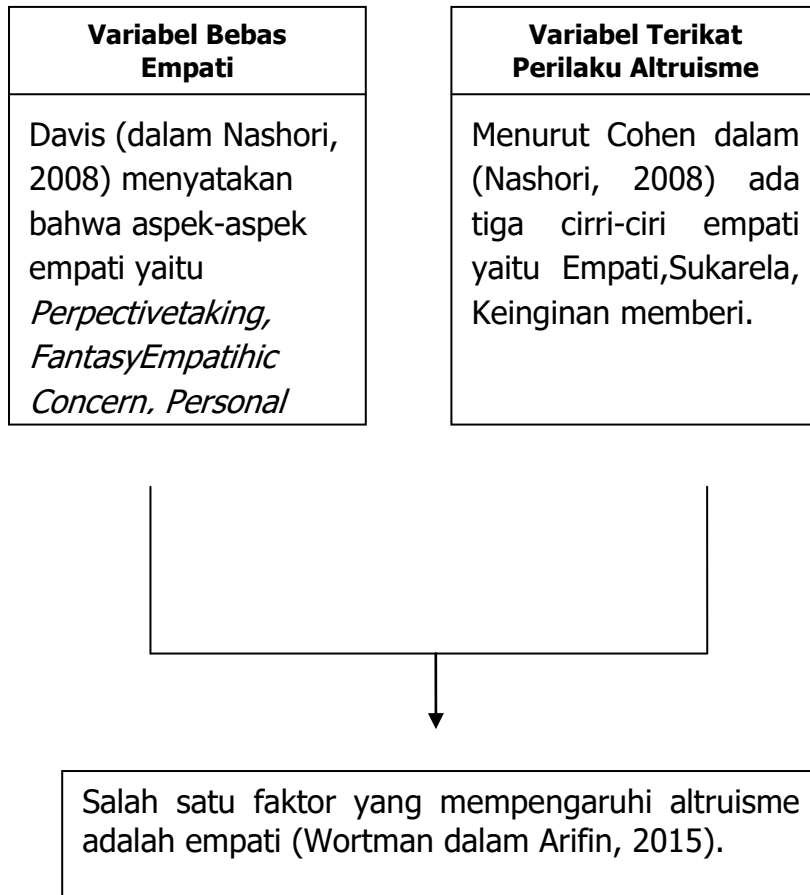 Variabel Bebas
Empati
Davis (dalam Nashori,
2008) menyatakan
bahwa aspek-aspek
empati yaitu
Perpectivetaking,
FantasyEmpatihic
Concern, Personal
Variabel Terikat
Perilaku Altruisme
Menurut Cohen dalam
(Nashori, 2008) ada
tiga cirri-ciri empati
yaitu Empati,Sukarela,
Keinginan memberi.
Salah satu faktor yang mempengaruhi altruisme
adalah empati (Wortman dalam Arifin, 2015).